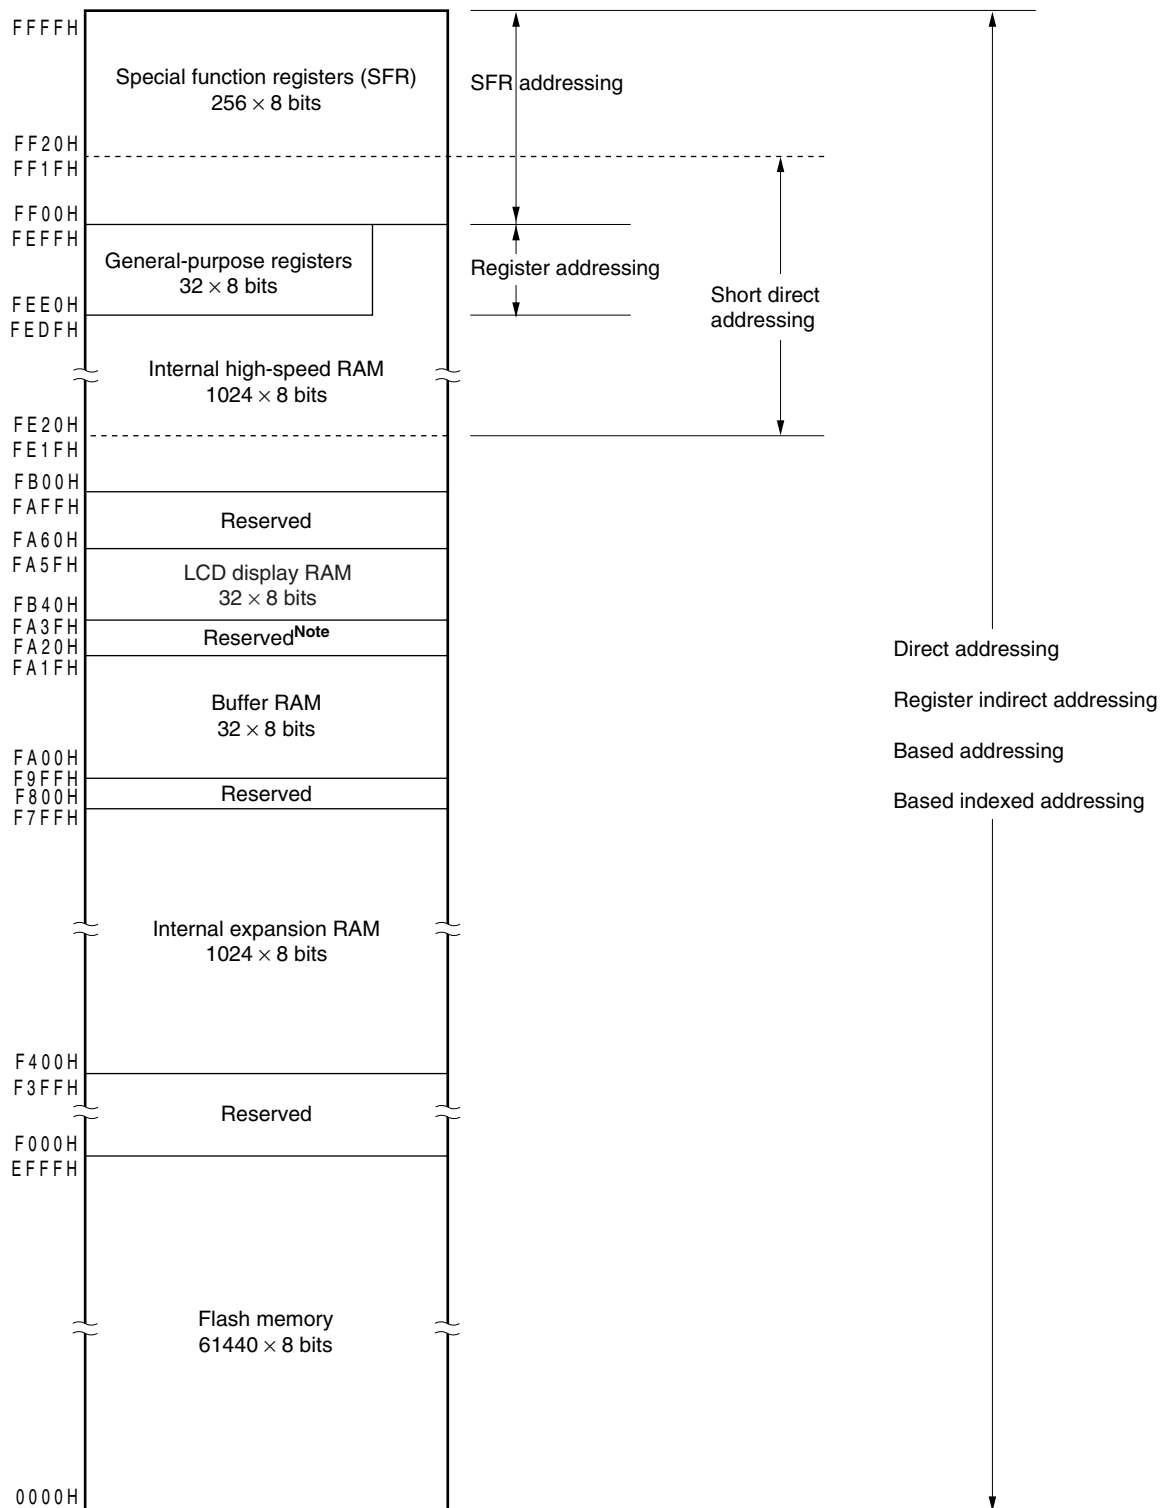 FFFFH
Special function registers (SFR)
256 × 8 bits
SFR addressing
FF20H
FF1FH
FF00H
FEFFH
General-purpose registers
32 × 8 bits
Register addressing
Short direct
addressing
FEE0H
FEDFH
Internal high-speed RAM
1024 × 8 bits
FE20H
FE1FH
FB00H
FAFFH
Reserved
FA60H
FA5FH
LCD display RAM
32 × 8 bits
FB40H
FA3FH
ReservedNote
FA20H
FA1FH
Direct addressing
Register indirect addressing
Based addressing
Based indexed addressing
Buffer RAM
32 × 8 bits
FA00H
F9FFH
Reserved
F800H
F7FFH
Internal expansion RAM
1024 × 8 bits
F400H
F3FFH
Reserved
F000H
EFFFH
Flash memory
61440 × 8 bits
0000H